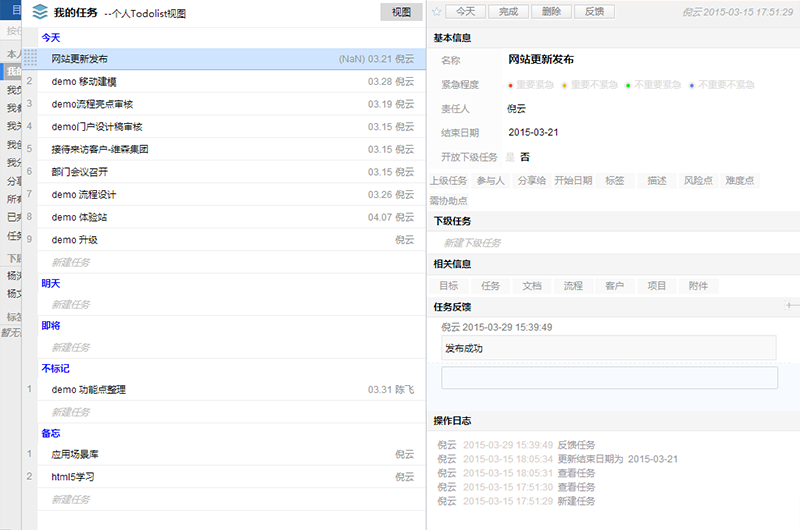 我的任务 --个人Todolist视图
视图
今天
网站更新发布 (NaN) 03.21 倪云
2 demo 移动建模 03.28 倪云
3 demo流程亮点审核 03.19 倪云
4 demo门户设计稿审核 03.15 倪云
5 接待来访客户-维森集团 03.15 倪云
6 部门会议召开 03.15 倪云
7 demo 流程设计 03.26 倪云
8 demo 体验站 04.07 倪云
9 demo 升级 倪云
新建任务
明天
新建任务
即将
新建任务
不标记
1 demo 功能点整理 03.31 陈飞
新建任务
备忘
1 应用场景库 倪云
2 html5学习 倪云
新建任务
今天 完成 删除 反馈 倪云 2015-03-15 17:51:29
基本信息
名称 网站更新发布
紧急程度 重要紧急 重要不紧急 不重要紧急 不重要不紧急
责任人 倪云
结束日期 2015-03-21
开放下级任务 是 否
上级任务 参与人 分享给 开始日期 标签 描述 风险点 难度点
需协助点
下级任务
新建下级任务
相关信息
目标 任务 文档 流程 客户 项目 附件
任务反馈
倪云 2015-03-29 15:39:49
发布成功
操作日志
倪云 2015-03-29 15:39:49 反馈任务
倪云 2015-03-15 18:05:34 更新结束日期为 2015-03-21
倪云 2015-03-15 18:05:31 查看任务
倪云 2015-03-15 17:51:30 查看任务
倪云 2015-03-15 17:51:29 新建任务